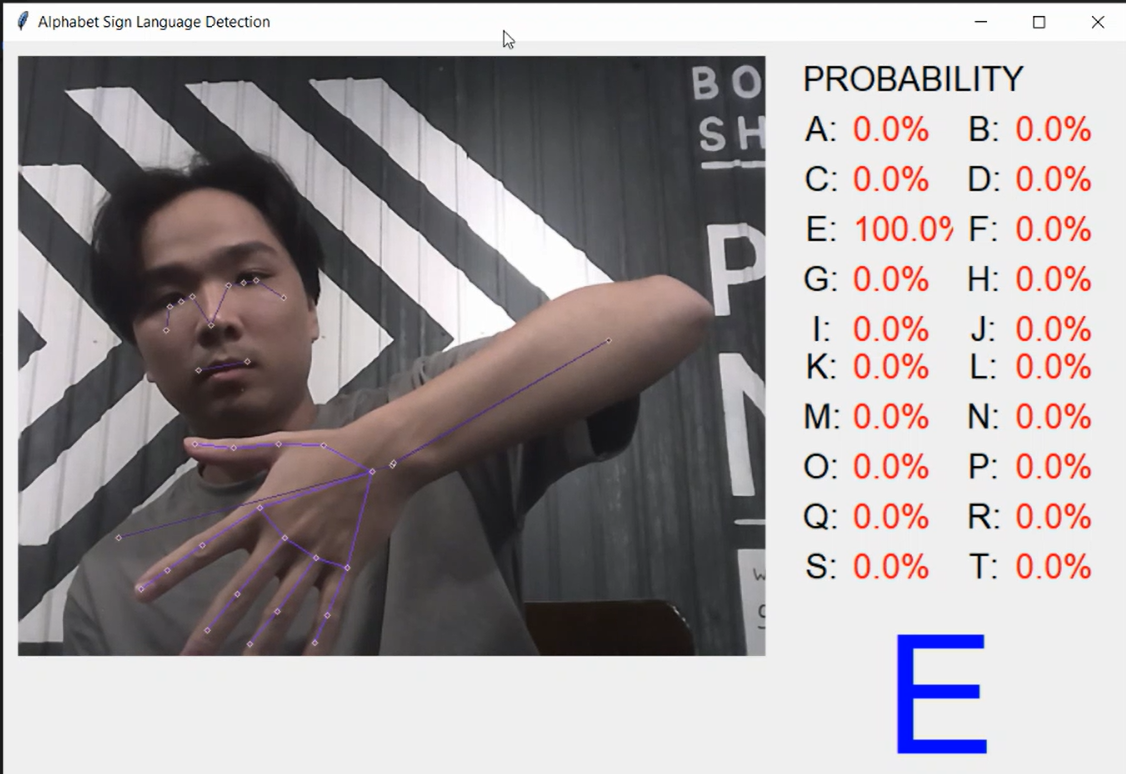 Alphabet Sign Language Detection
BO
SH
P
N
PROBABILITY
A: 0.0% B: 0.0%
C: 0.0% D: 0.0%
E: 100.0% F: 0.0%
G: 0.0% H: 0.0%
I: 0.0% J: 0.0%
K: 0.0% L: 0.0%
M: 0.0% N: 0.0%
O: 0.0% P: 0.0%
Q: 0.0% R: 0.0%
S: 0.0% T: 0.0%
E